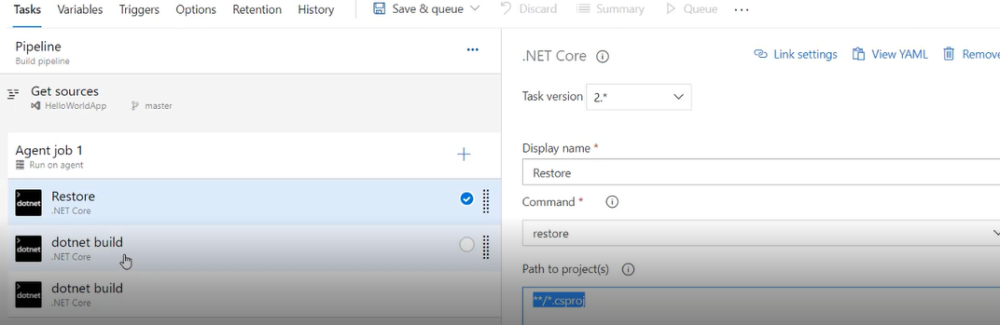 Tasks Variables Triggers Options Retention History Save & queue Discard Summary Queue ...
Pipeline
Build pipeline
...
Get sources
HelloWorldApp master
Agent job 1
Run on agent
>
dotnet
Restore
.NET Core
>
dotnet
dotnet build
.NET Core
>
dotnet
dotnet build
.NET Core
.NET Core
Link settings View YAML Remove
Task version 2.*
Display name *
Restore
Command *
restore
Path to project(s)
**/*.csproj